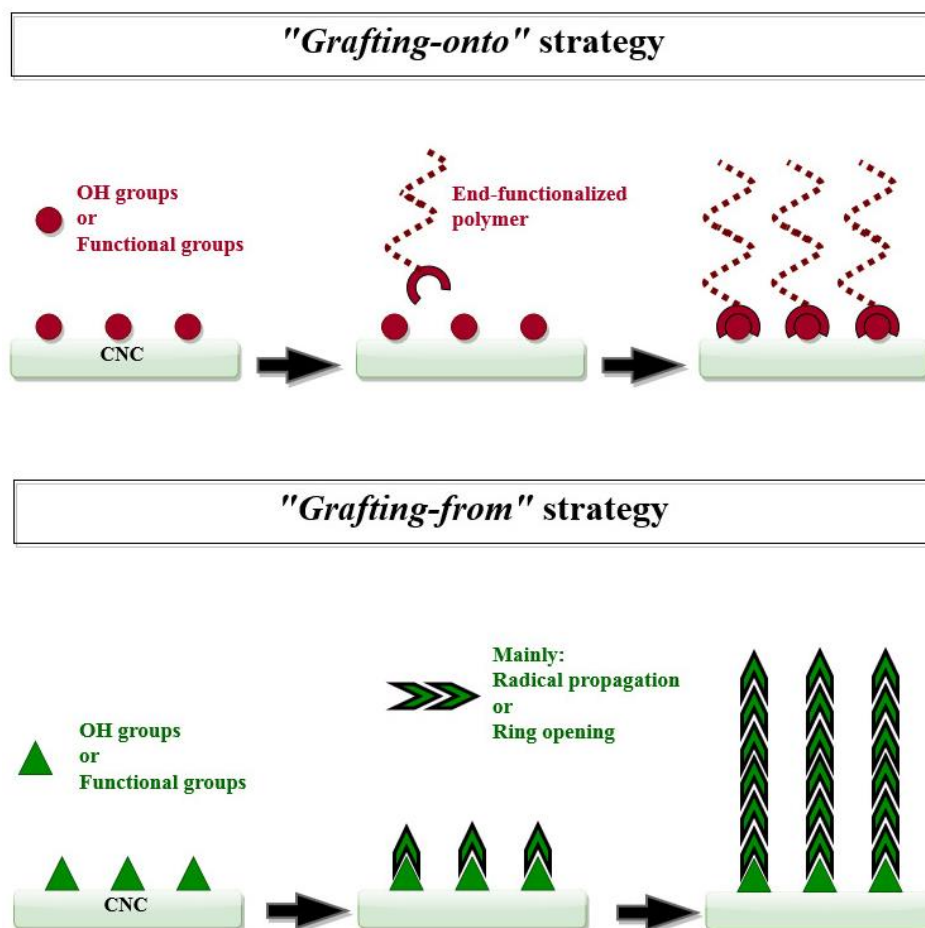 "Grafting-onto" strategy
OH groups
or
Functional groups
End-functionalized
polymer
CNC
"Grafting-from" strategy
Mainly:
Radical propagation
or
Ring opening
OH groups
or
Functional groups
CNC